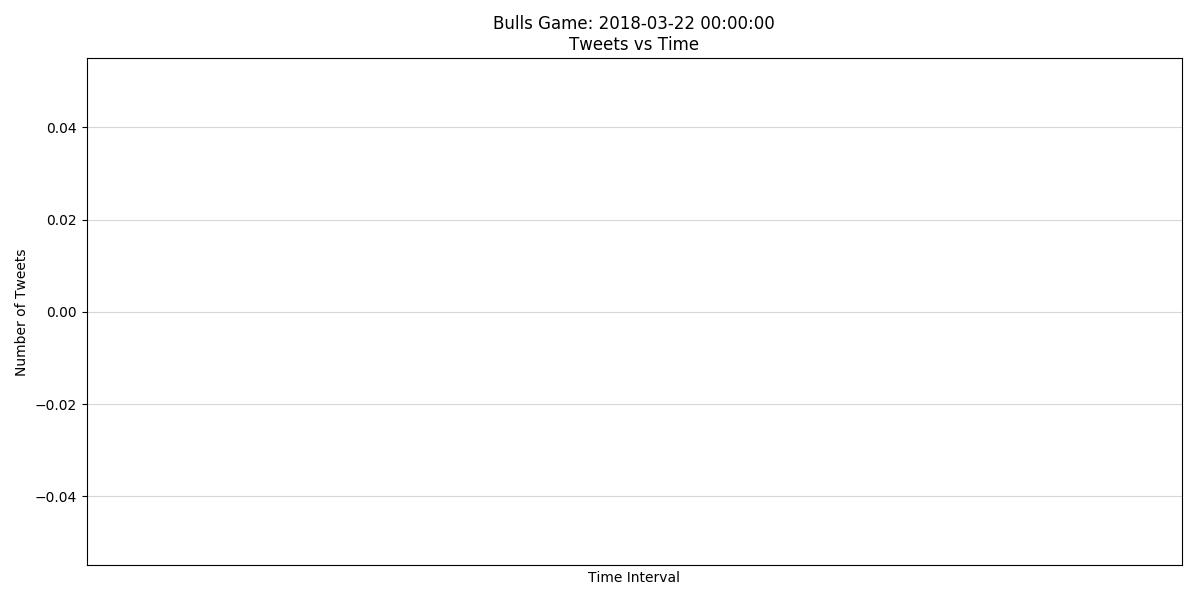 Bulls Game: 2018-03-22 00:00:00
Tweets vs Time
0.04
0.02
0.00
−0.02
−0.04
Number of Tweets
Time Interval